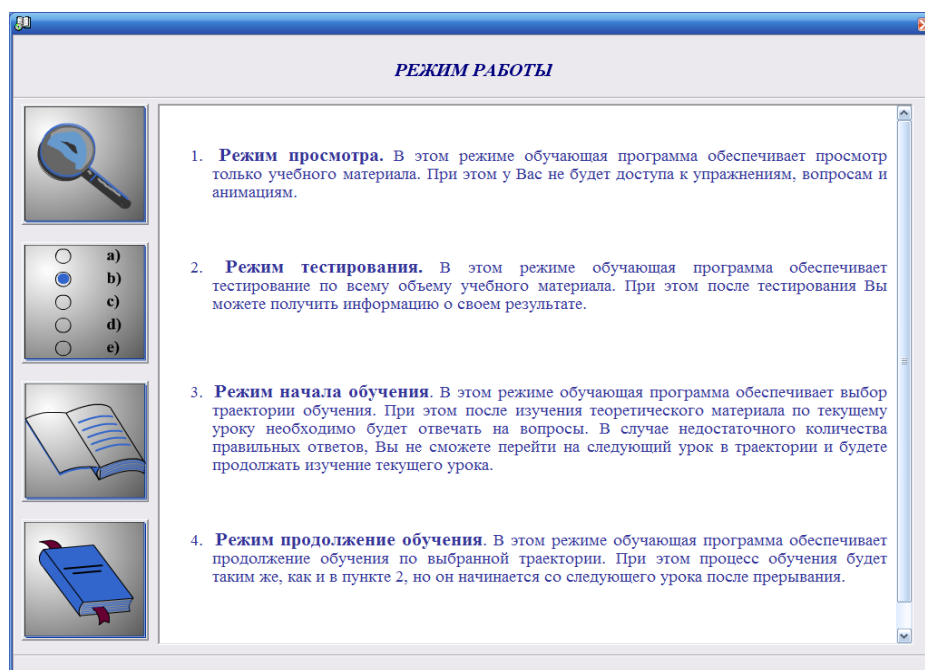 РЕЖИМ РАБОТЫ
a)
b)
c)
d)
e)
1. Режим просмотра. В этом режиме обучающая программа обеспечивает просмотр
только учебного материала. При этом у Вас не будет доступа к упражнениям, вопросам и
анимациям.
2. Режим тестирования. В этом режиме обучающая программа обеспечивает
тестирование по всему объему учебного материала. При этом после тестирования Вы
можете получить информацию о своем результате.
3. Режим начала обучения. В этом режиме обучающая программа обеспечивает выбор
траектории обучения. При этом после изучения теоретического материала по текущему
уроку необходимо будет отвечать на вопросы. В случае недостаточного количества
правильных ответов, Вы не сможете перейти на следующий урок в траектории и будете
продолжать изучение текущего урока.
4. Режим продолжение обучения. В этом режиме обучающая программа обеспечивает
продолжение обучения по выбранной траектории. При этом процесс обучения будет
таким же, как и в пункте 2, но он начинается со следующего урока после прерывания.